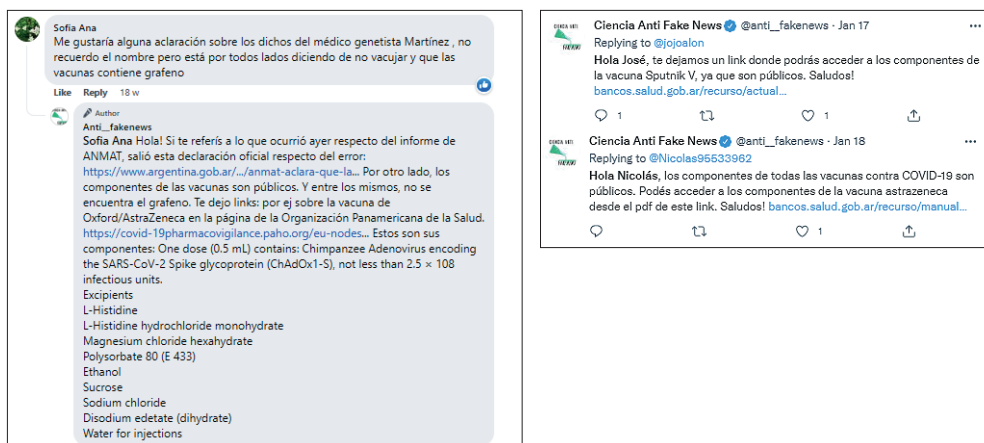 Sofia Ana
Me gustaría alguna aclaración sobre los dichos del médico genetista Martínez , no
recuerdo el nombre pero está por todos lados diciendo de no vacujar y que las
vacunas contiene grafeno
Like Reply 18 w
Author
Anti__fakenews
Sofia Ana Hola! Si te referís a lo que ocurrió ayer respecto del informe de
ANMAT, salió esta declaración oficial respecto del error:
https://www.argentina.gob.ar/.../anmat-aclara-que-la... Por otro lado, los
componentes de las vacunas son públicos. Y entre los mismos, no se
encuentra el grafeno. Te dejo links: por ej sobre la vacuna de
Oxford/AstraZeneca en la página de la Organización Panamericana de la Salud.
https://covid-19pharmacovigilance.paho.org/eu-nodes... Estos son sus
componentes: One dose (0.5 mL) contains: Chimpanzee Adenovirus encoding
the SARS-CoV-2 Spike glycoprotein (ChAdOx1-S), not less than 2.5 × 108
infectious units.
Excipients
L-Histidine
L-Histidine hydrochloride monohydrate
Magnesium chloride hexahydrate
Polysorbate 80 (E 433)
Ethanol
Sucrose
Sodium chloride
Disodium edetate (dihydrate)
Water for injections
CIENCIA ANTI
Ciencia Anti Fake News @anti__fakenews · Jan 17
Replying to @jojoalon
Hola José, te dejamos un link donde podrás acceder a los componentes de
la vacuna Sputnik V, ya que son públicos. Saludos!
bancos.salud.gob.ar/recurso/actual...
1 1
CIENCIA ANTI
Ciencia Anti Fake News @anti__fakenews · Jan 18
Replying to @Nicolas95533962
Hola Nicolás, los componentes de todas las vacunas contra COVID-19 son
públicos. Podés acceder a los componentes de la vacuna astrazeneca
desde el pdf de este link. Saludos! bancos.salud.gob.ar/recurso/manual...
1